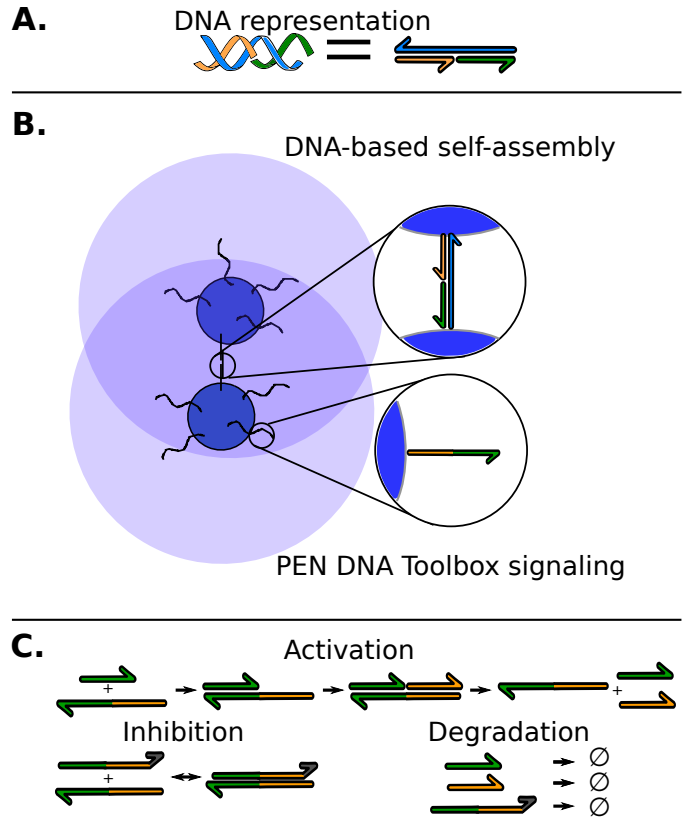 A.
DNA representation
B.
DNA-based self-assembly
PEN DNA Toolbox signaling
C.
Activation
+
+
Inhibition
Degradation
+
∅
∅
∅